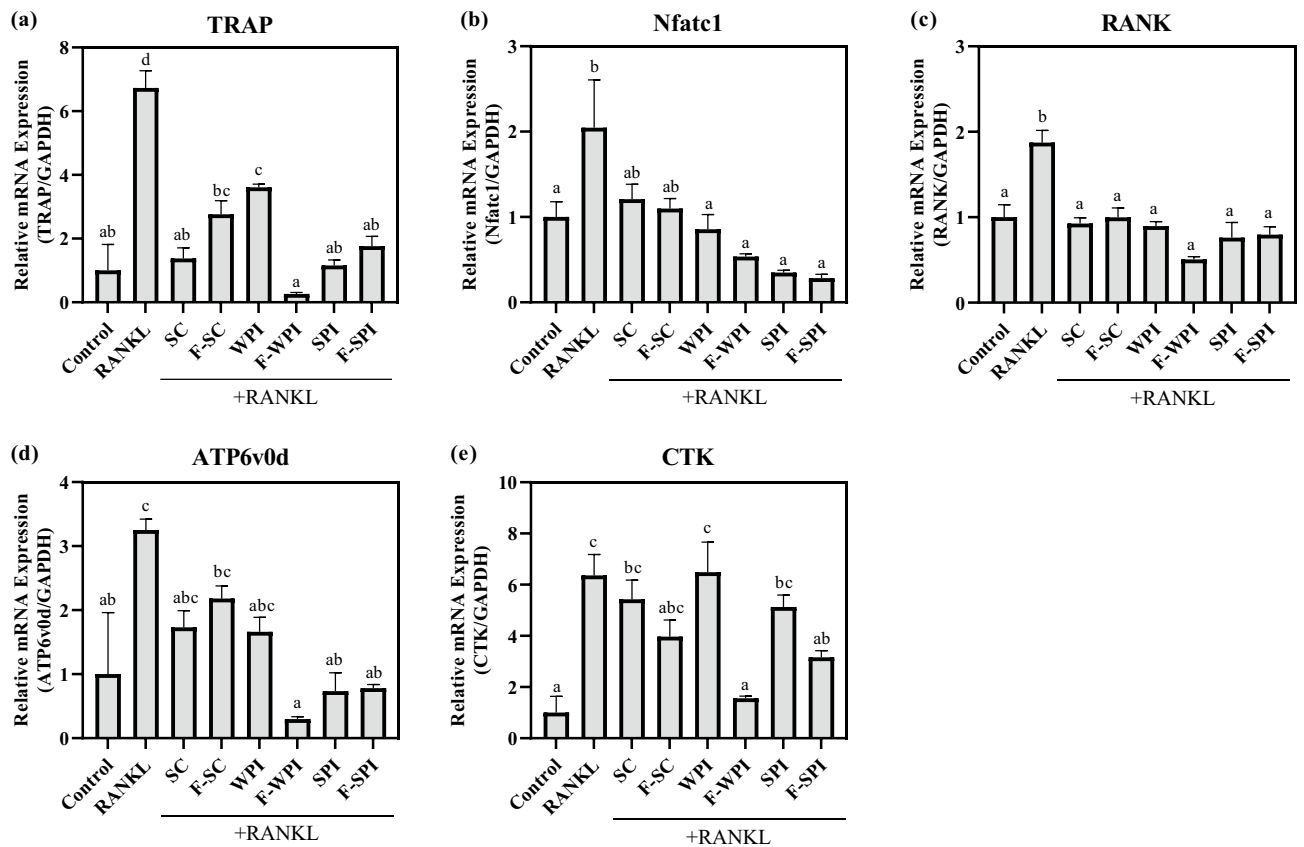 (a)
TRAP
Relative mRNA Expression
(TRAP/GAPDH)
8
6
4
2
0
ab
d
ab
bc
c
a
ab
ab
Control
RANKL
SC
F-SC
WPI
F-WPI
SPI
F-SPI
+RANKL
(b)
Nfatc1
Relative mRNA Expression
(Nfatc1/GAPDH)
3
2
1
0
a
b
ab
ab
a
a
a
a
Control
RANKL
SC
F-SC
WPI
F-WPI
SPI
F-SPI
+RANKL
(c)
RANK
Relative mRNA Expression
(RANK/GAPDH)
3
2
1
0
a
b
a
a
a
a
a
a
Control
RANKL
SC
F-SC
WPI
F-WPI
SPI
F-SPI
+RANKL
(d)
ATP6v0d
Relative mRNA Expression
(ATP6v0d/GAPDH)
4
3
2
1
0
ab
c
abc
bc
abc
a
ab
ab
Control
RANKL
SC
F-SC
WPI
F-WPI
SPI
F-SPI
+RANKL
(e)
CTK
Relative mRNA Expression
(CTK/GAPDH)
10
8
6
4
2
0
a
c
bc
abc
c
a
bc
ab
Control
RANKL
SC
F-SC
WPI
F-WPI
SPI
F-SPI
+RANKL